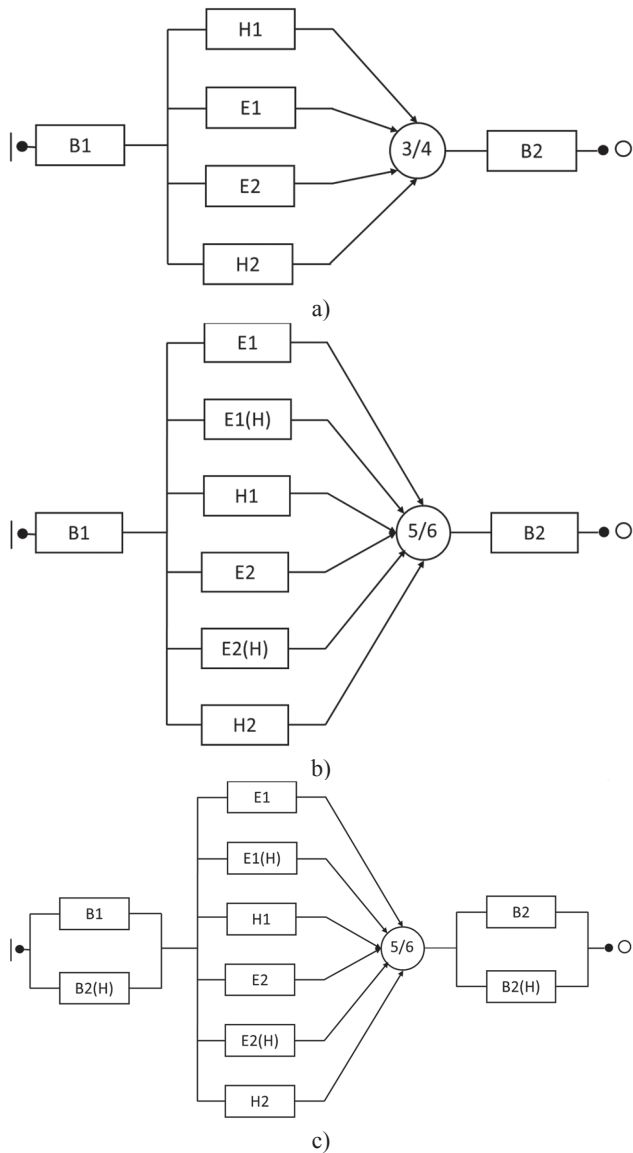 H1
E1
B1
3/4
B2
E2
H2
a)
E1
E1(H)
H1
B1
5/6
B2
E2
E2(H)
H2
b)
E1
E1(H)
B1
H1
B2
5/6
B2(H)
E2
B2(H)
E2(H)
H2
c)